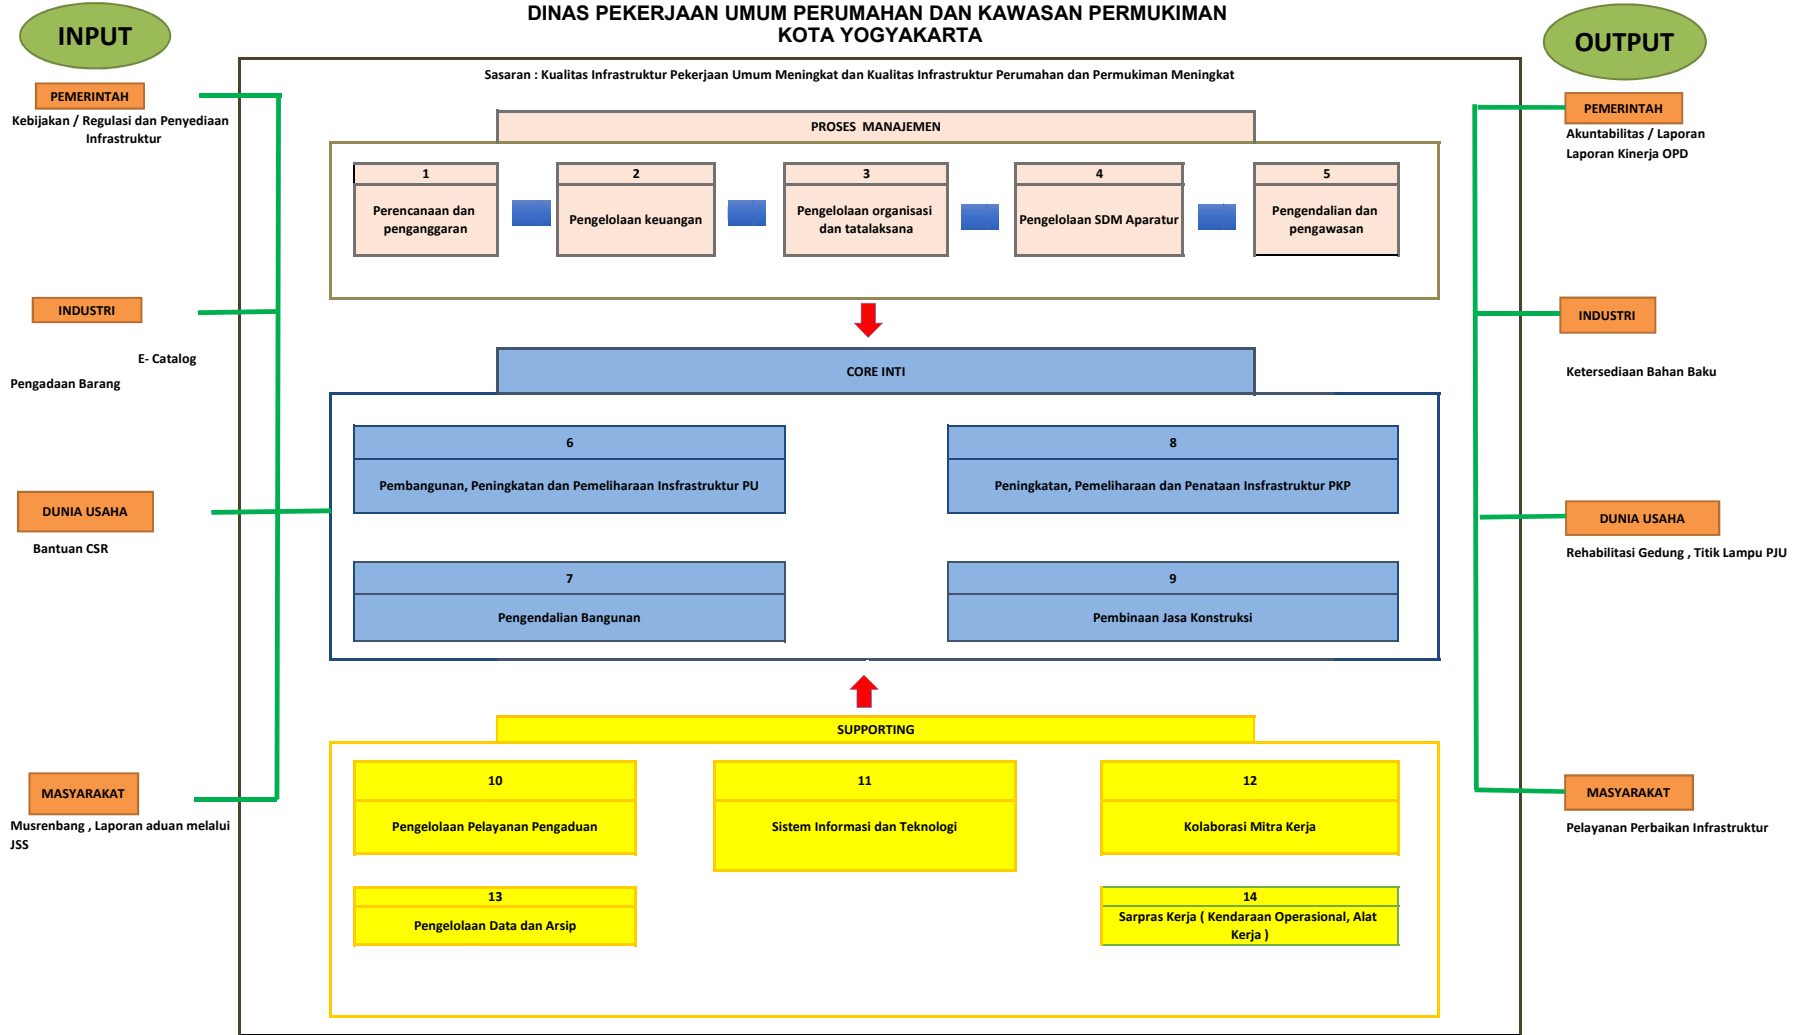 DINAS PEKERJAAN UMUM PERUMAHAN DAN KAWASAN PERMUKIMAN
KOTA YOGYAKARTA
INPUT
OUTPUT
Sasaran : Kualitas Infrastruktur Pekerjaan Umum Meningkat dan Kualitas Infrastruktur Perumahan dan Permukiman Meningkat
PEMERINTAH
Kebijakan / Regulasi dan Penyediaan
Infrastruktur
INDUSTRI
E- Catalog
Pengadaan Barang
DUNIA USAHA
Bantuan CSR
MASYARAKAT
Musrenbang , Laporan aduan melalui
JSS
PROSES  MANAJEMEN
1
Perencanaan dan
penganggaran
2
Pengelolaan keuangan
3
Pengelolaan organisasi
dan tatalaksana
4
Pengelolaan SDM Aparatur
5
Pengendalian dan
pengawasan
CORE INTI
6
Pembangunan, Peningkatan dan Pemeliharaan Insfrastruktur PU
8
Peningkatan, Pemeliharaan dan Penataan Insfrastruktur PKP
7
Pengendalian Bangunan
9
Pembinaan Jasa Konstruksi
SUPPORTING
10
Pengelolaan Pelayanan Pengaduan
11
Sistem Informasi dan Teknologi
12
Kolaborasi Mitra Kerja
13
Pengelolaan Data dan Arsip
14
Sarpras Kerja ( Kendaraan Operasional, Alat
Kerja )
PEMERINTAH
Akuntabilitas / Laporan
Laporan Kinerja OPD
INDUSTRI
Ketersediaan Bahan Baku
DUNIA USAHA
Rehabilitasi Gedung , Titik Lampu PJU
MASYARAKAT
Pelayanan Perbaikan Infrastruktur